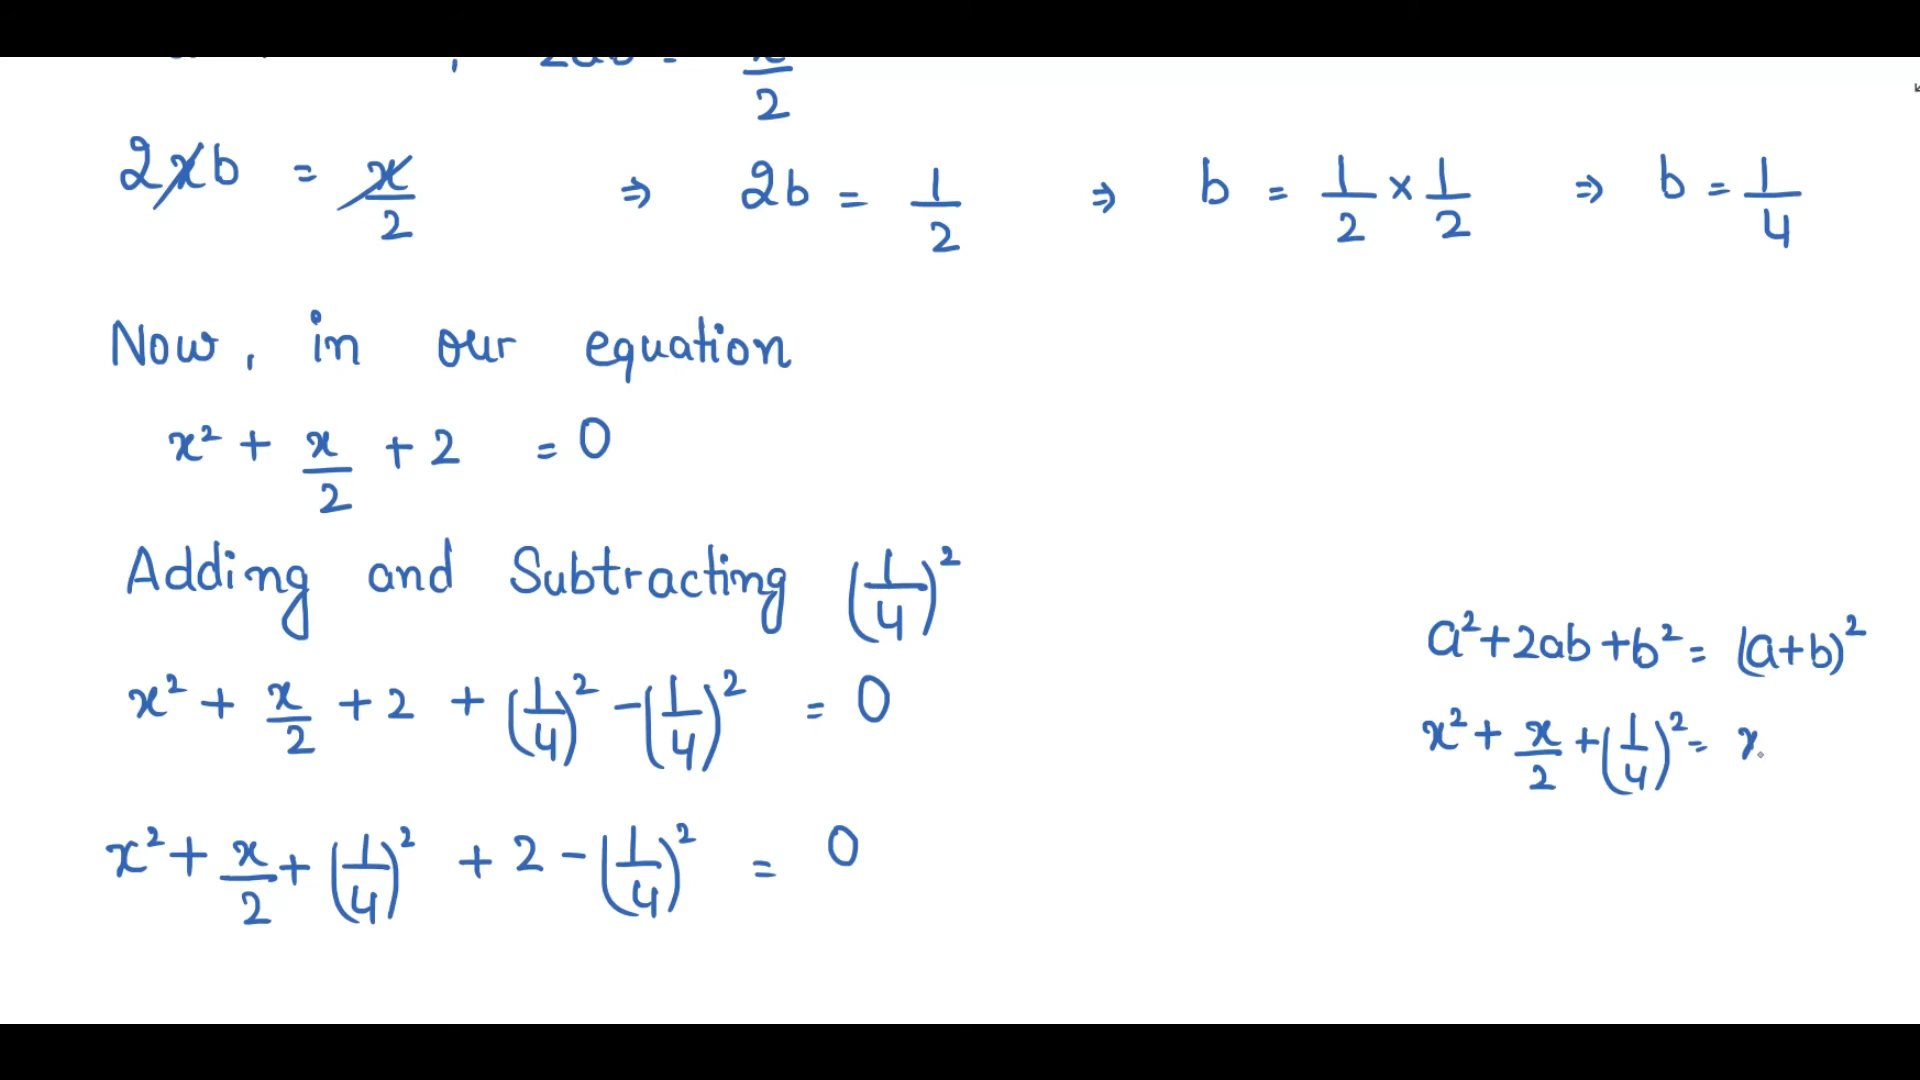 2ab = x/2
2xb = x/2 ⇒ 2b = 1/2 ⇒ b = 1/2 × 1/2 ⇒ b = 1/4
Now, in our equation
x² + x/2 + 2 = 0
Adding and Subtracting (1/4)²
a²+2ab+b² = (a+b)²
x² + x/2 + 2 + (1/4)² - (1/4)² = 0
x² + x/2 + (1/4)² = x
x² + x/2 + (1/4)² + 2 - (1/4)² = 0